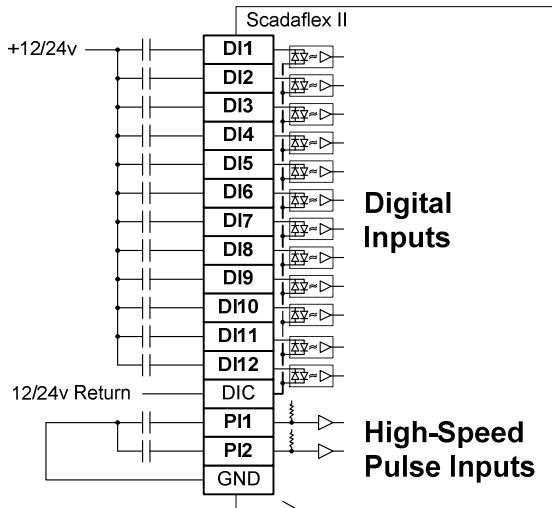 Scadaflex II
+12/24v
DI1
DI2
DI3
DI4
DI5
DI6
DI7
DI8
DI9
DI10
DI11
DI12
12/24v Return
DIC
PI1
PI2
GND
Digital
Inputs
High-Speed
Pulse Inputs